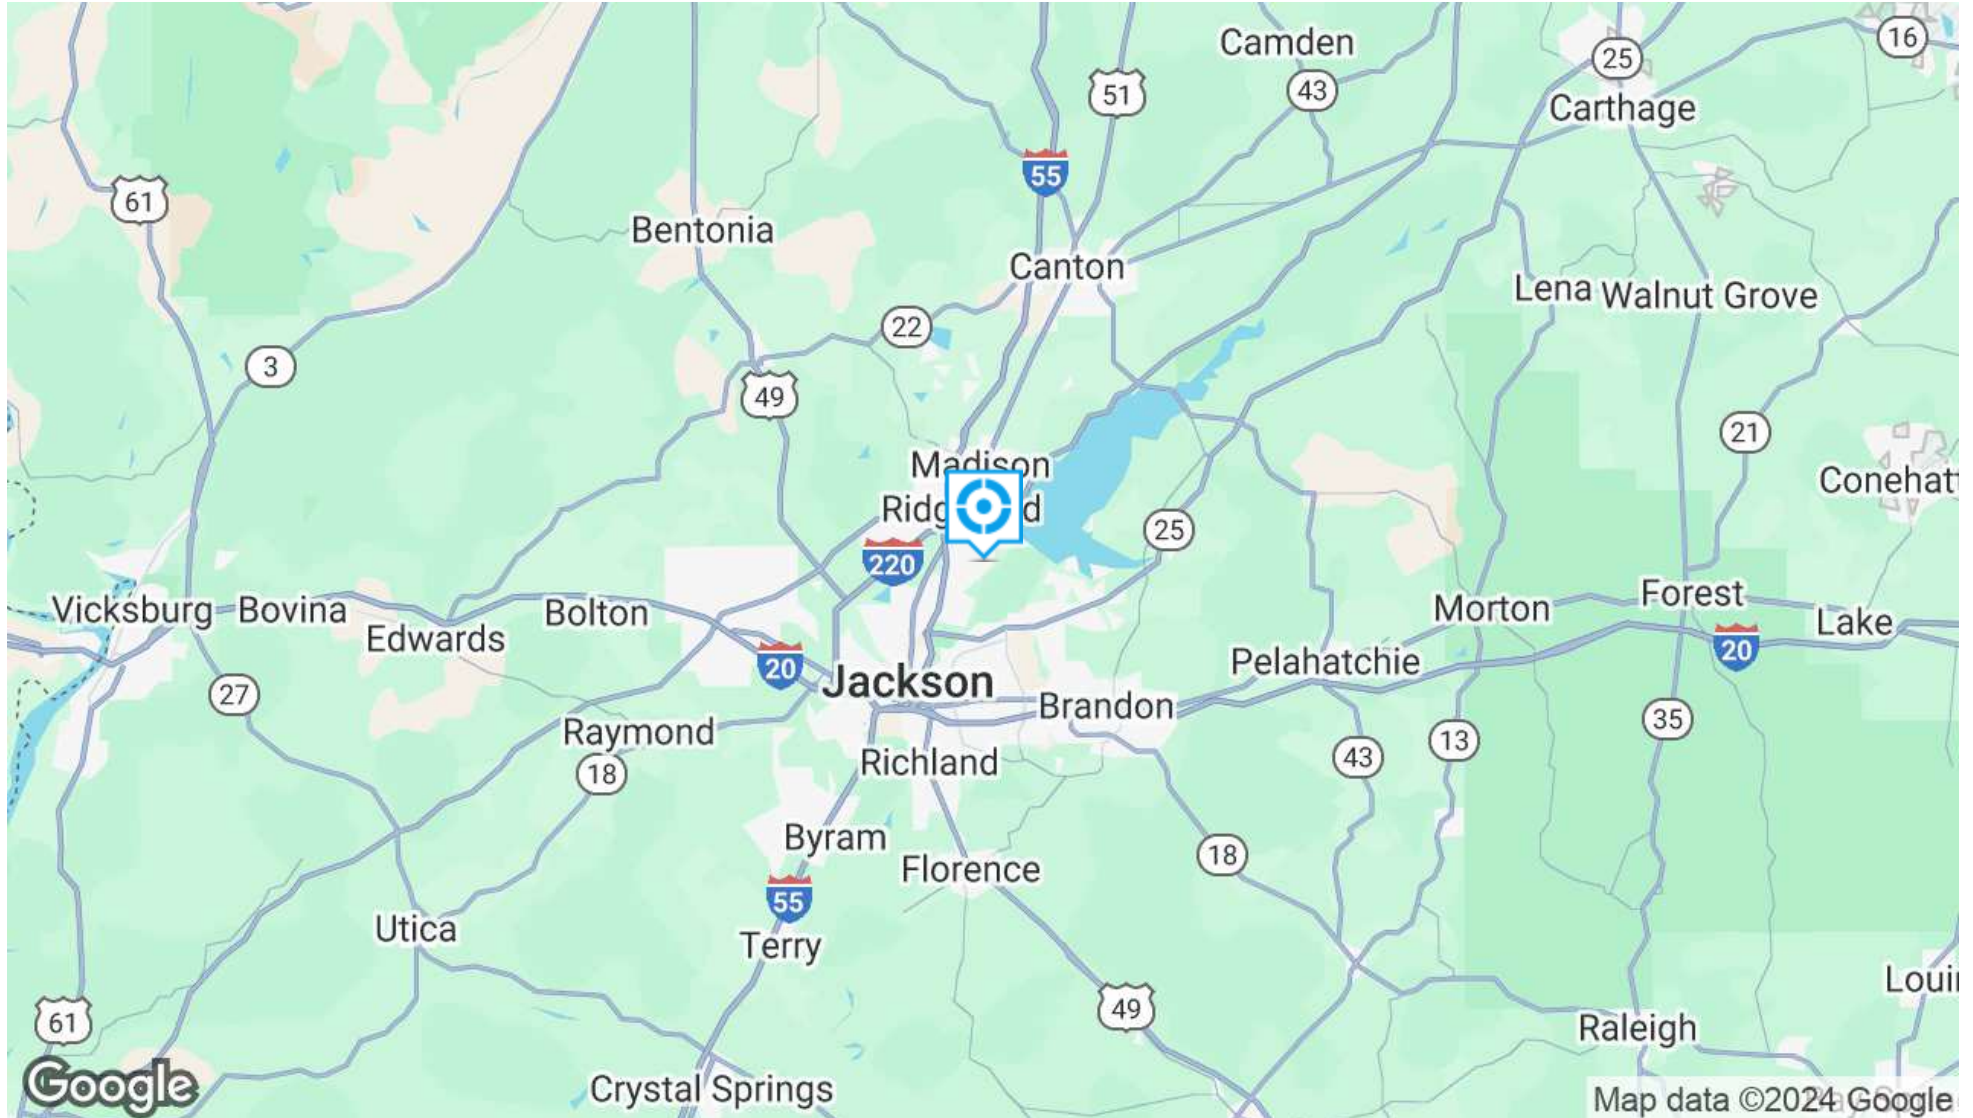 Camden
16
25
43
51
Carthage
55
61
Bentonia
Canton
Lena
Walnut Grove
22
3
49
21
Madison
Conehat
25
220
Forest
Vicksburg
Bovina
Bolton
Morton
Lake
Edwards
20
20
Pelahatchie
Jackson
27
Brandon
35
Raymond
43
13
Richland
18
Byram
18
Florence
55
Utica
Terry
Loui
49
61
Raleigh
Google
Crystal Springs
Map data ©2024 Google